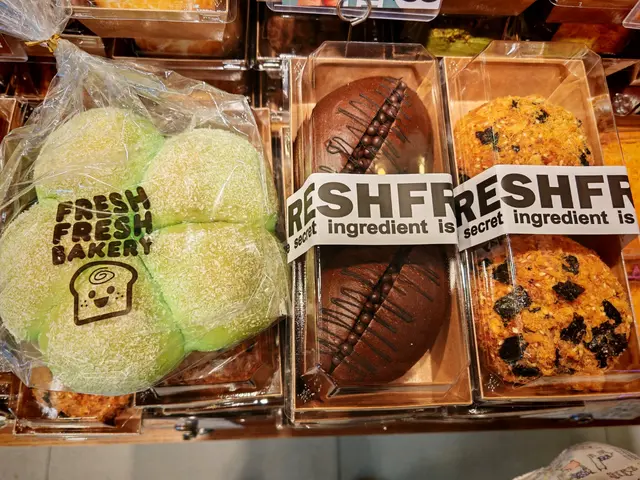 FRESH
FRESH
BAKERY
RESHFR
secret ingredient is
RESHFR
secret ingredient is